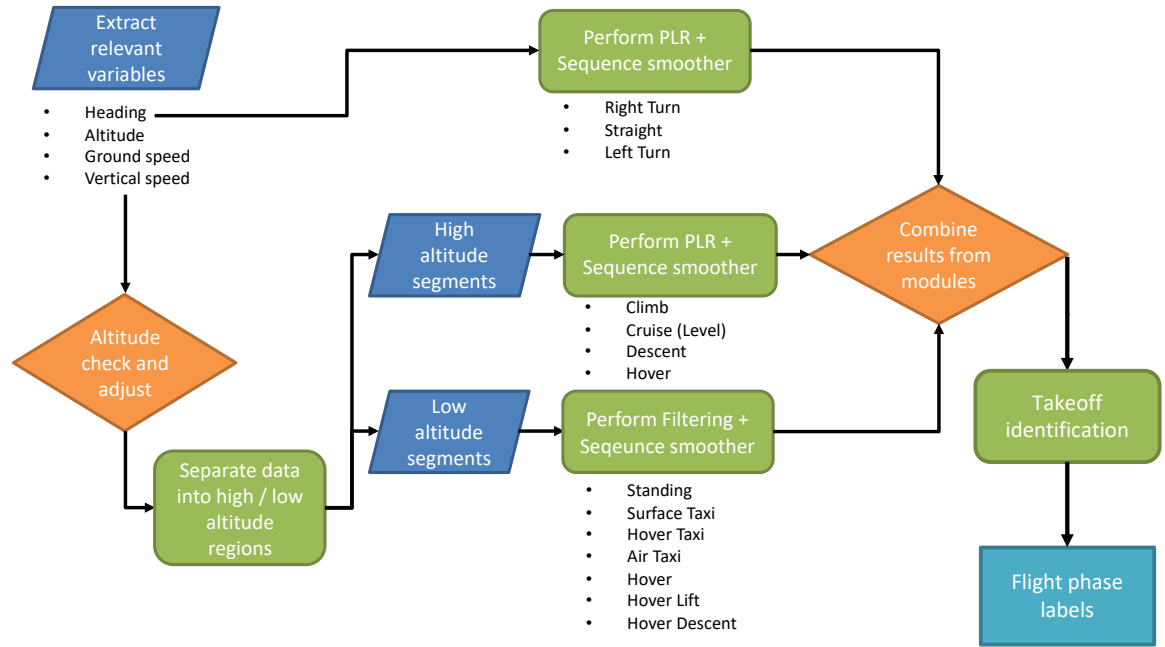 Extract
relevant
variables
• Heading
• Altitude
• Ground speed
• Vertical speed
Perform PLR +
Sequence smoother
• Right Turn
• Straight
• Left Turn
High
altitude
segments
Perform PLR +
Sequence smoother
• Climb
• Cruise (Level)
• Descent
• Hover
Combine
results from
modules
Altitude
check and
adjust
Low
altitude
segments
Perform Filtering +
Seqeunce smoother
• Standing
• Surface Taxi
• Hover Taxi
• Air Taxi
• Hover
• Hover Lift
• Hover Descent
Separate data
into high / low
altitude
regions
Takeoff
identification
Flight phase
labels